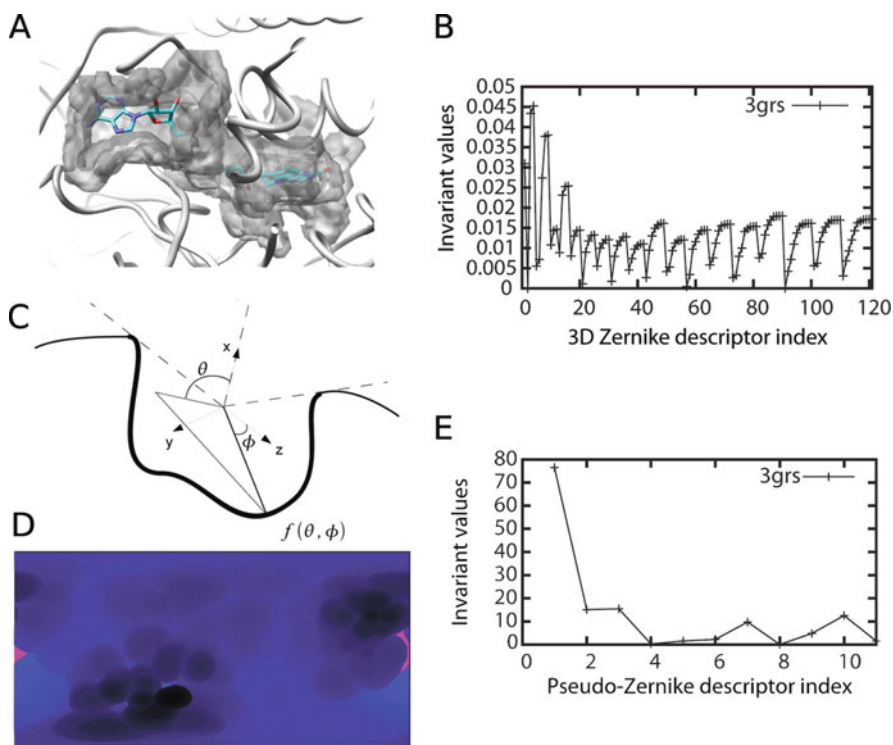 A
B
0.05
0.045
0.04
0.035
0.03
0.025
0.02
0.015
0.01
0.005
0
3grs
Invariant values
0 20 40 60 80 100 120
3D Zernike descriptor index
C
x
θ
y
z
ϕ
f(θ,ϕ)
D
E
80
70
60
50
40
30
20
10
0
3grs
Invariant values
0 2 4 6 8 10
Pseudo-Zernike descriptor index